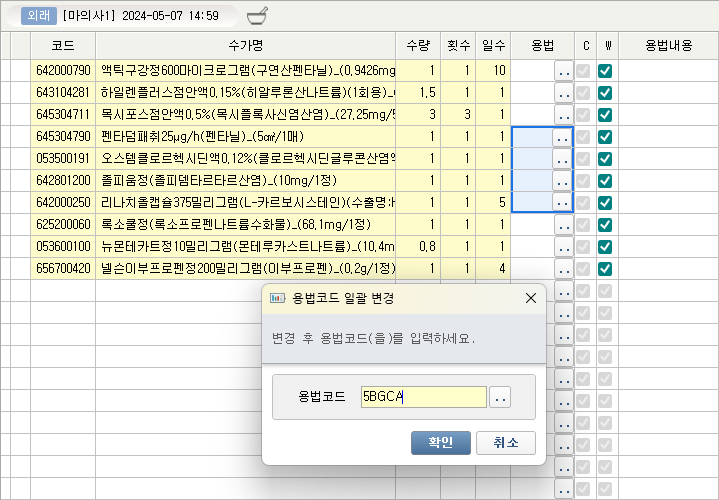 외래 [마의사1] 2024-05-07 14:59
코드 수가명 수량 횟수 일수 용법 C W 용법내용
642000790 액틱구강정600마이크로그램(구연산펜타닐)_(0,9426mg 1 1 10 ..
643104281 하일렌플러스점안액0,15%(히알루론산나트륨)(1회용)_( 1,5 1 1 ..
645304711 목시포스점안액0,5%(목시플록사신염산염)_(27,25mg/5 3 3 1 ..
645304790 펜타덤패취25μg/h(펜타닐)_(5㎠/1매) 1 1 1 ..
053500191 오스템클로르헥시딘액0,12%(클로르헥시딘글루콘산염액 1 1 1 ..
642801200 졸피움정(졸피뎀타르타르산염)_(10mg/1정) 1 1 1 ..
642000250 리나치올캡슐375밀리그램(L-카르보시스테인)(수출명: 1 1 5 ..
625200060 록소쿨정(록소프로펜나트륨수화물)_(68,1mg/1정) 1 1 1 ..
053600100 뉴몬테카트정10밀리그램(몬테루카스트나트륨)_(10,4m 0,8 1 1 ..
656700420 넬슨이부프로펜정200밀리그램(이부프로펜)_(0,2g/1정) 1 1 4 ..
용법코드 일괄 변경
변경 후 용법코드(을)를 입력하세요.
용법코드 5BGCA ..
확인 취소